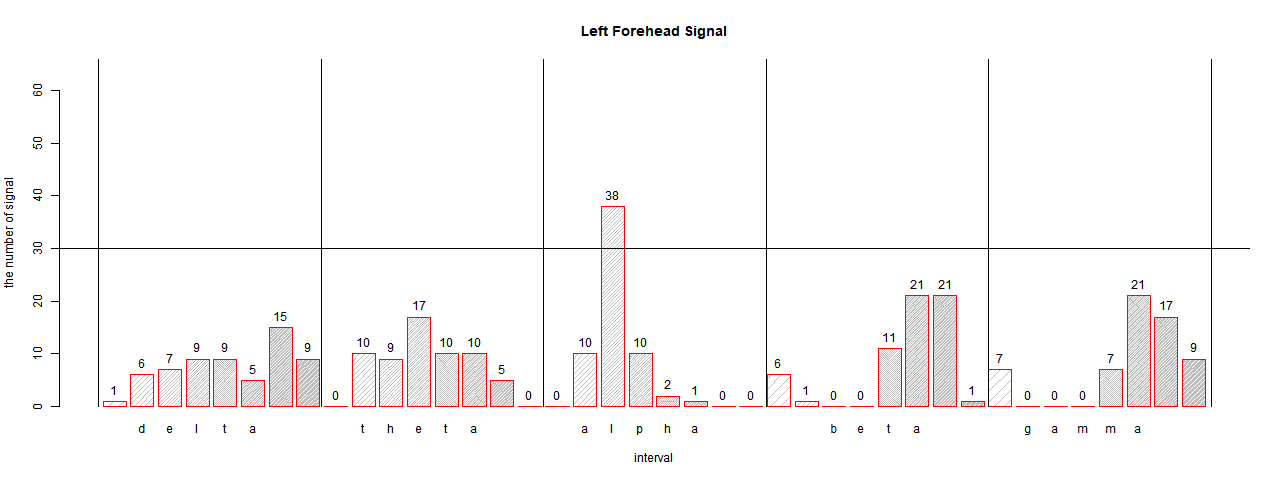 Left Forehead Signal
the number of signal
60
50
40
30
20
10
0
1 6 7 9 9 5 15 9
0 10 9 17 10 10 5 0
0 10 38 10 2 1 0 0
6 1 0 0 11 21 21 1
7 0 0 0 7 21 17 9
d e l t a t h e t a a l p h a b e t a g a m m a
interval